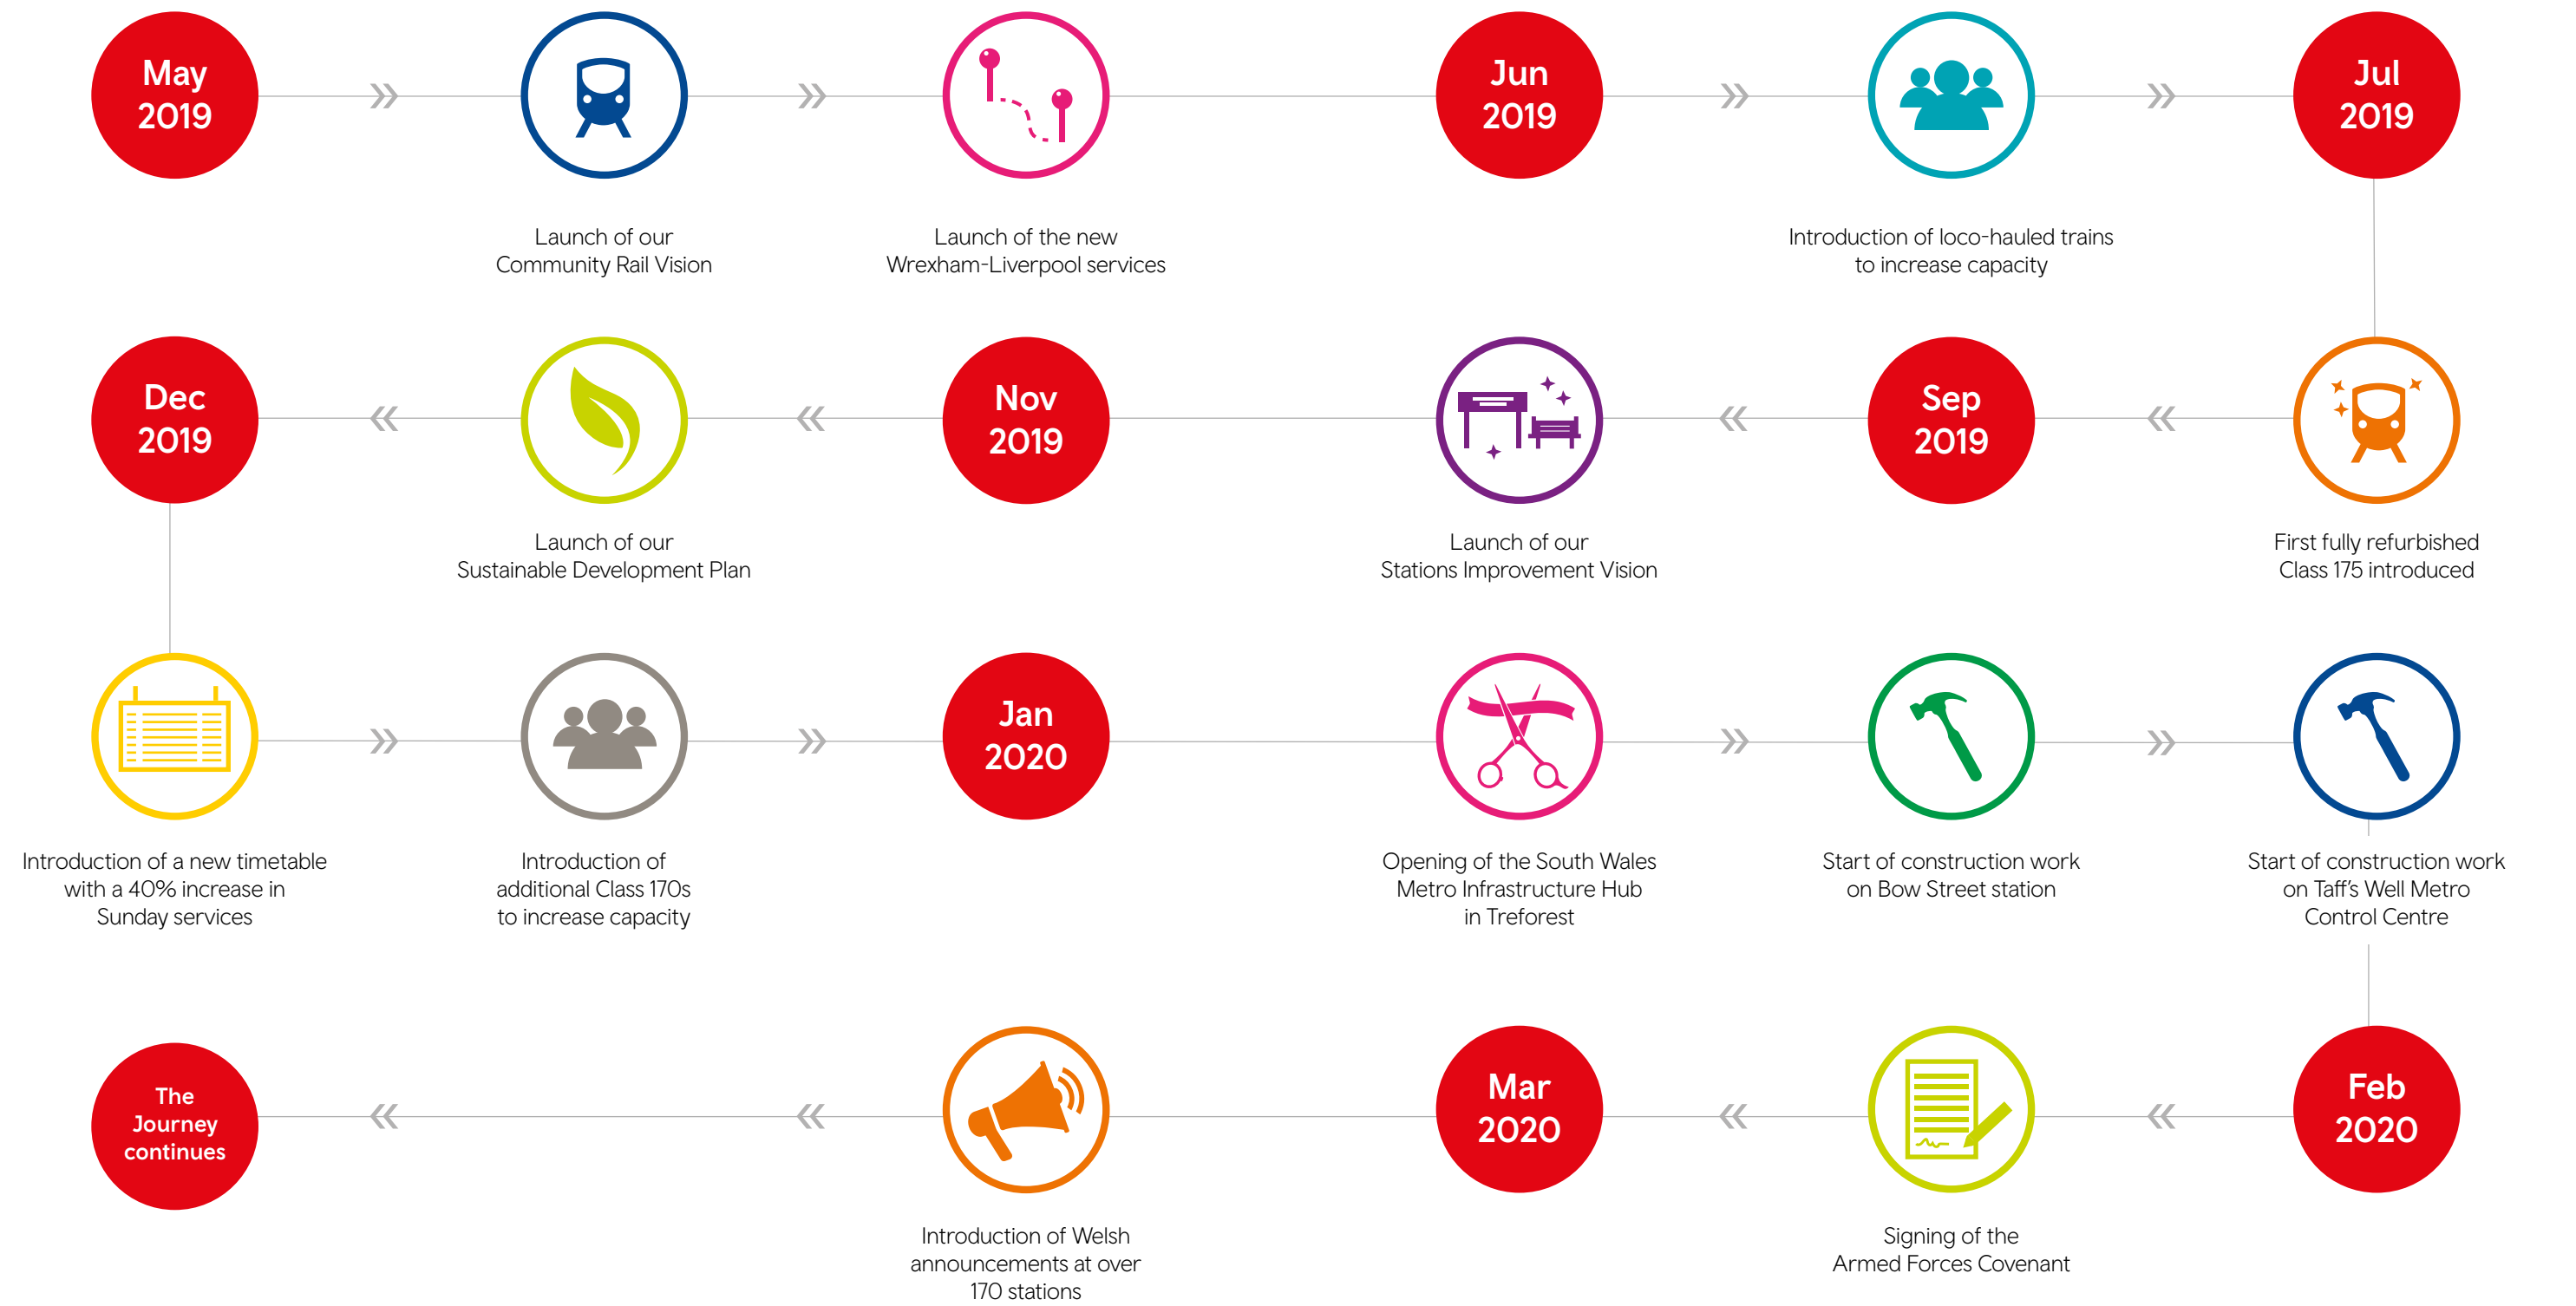 May
2019
Launch of our
Community Rail Vision
Launch of the new
Wrexham-Liverpool services
Jun
2019
Introduction of loco-hauled trains
to increase capacity
Jul
2019
First fully refurbished
Class 175 introduced
Sep
2019
Launch of our
Stations Improvement Vision
Nov
2019
Launch of our
Sustainable Development Plan
Dec
2019
Introduction of a new timetable
with a 40% increase in
Sunday services
Introduction of
additional Class 170s
to increase capacity
Jan
2020
Opening of the South Wales
Metro Infrastructure Hub
in Treforest
Start of construction work
on Bow Street station
Start of construction work
on Taff's Well Metro
Control Centre
Feb
2020
Signing of the
Armed Forces Covenant
Mar
2020
Introduction of Welsh
announcements at over
170 stations
The
Journey
continues